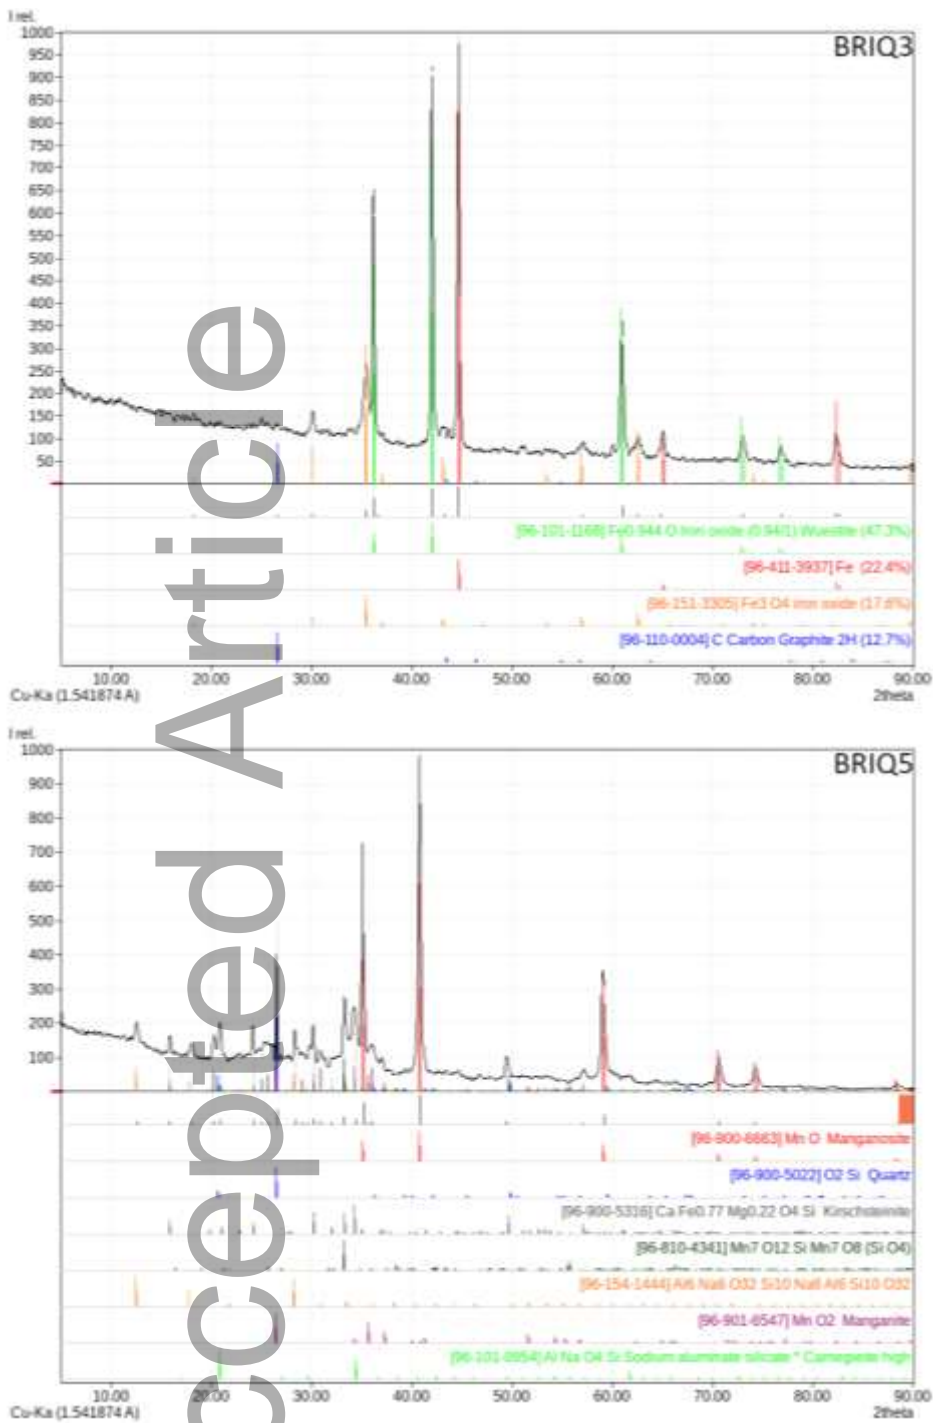 I rel.
BRIQ3
1000
950
900
850
800
750
700
650
600
550
500
450
400
350
300
250
200
150
100
50
[96-101-1168] Fe0.944 O Iron oxide (0.94/1) Wuestite (47.3%)
[96-411-3937] Fe (22.4%)
[96-151-3305] Fe3 O4 Iron oxide (17.6%)
[96-110-0004] C Carbon Graphite 2H (12.7%)
10.00 20.00 30.00 40.00 50.00 60.00 70.00 80.00 90.00
Cu-Ka (1.541874 A) 2theta
I rel.
BRIQ5
1000
900
800
700
600
500
400
300
200
100
[96-900-6663] Mn O Manganosite
[96-900-5022] O2 Si Quartz
[96-900-5316] Ca Fe0.77 Mg0.22 O4 Si Kirschsteinite
[96-810-4341] Mn7 O12 Si Mn7 O8 (Si O4)
[96-154-1444] Al6 Na8 O32 Si10 Na8 Al6 Si10 O32
[96-901-6547] Mn O2 Manganite
[96-101-0954] Al Na O4 Si Sodium aluminate silicate * Carnegieite high
10.00 20.00 30.00 40.00 50.00 60.00 70.00 80.00 90.00
Cu-Ka (1.541874 A) 2theta
cepted Article